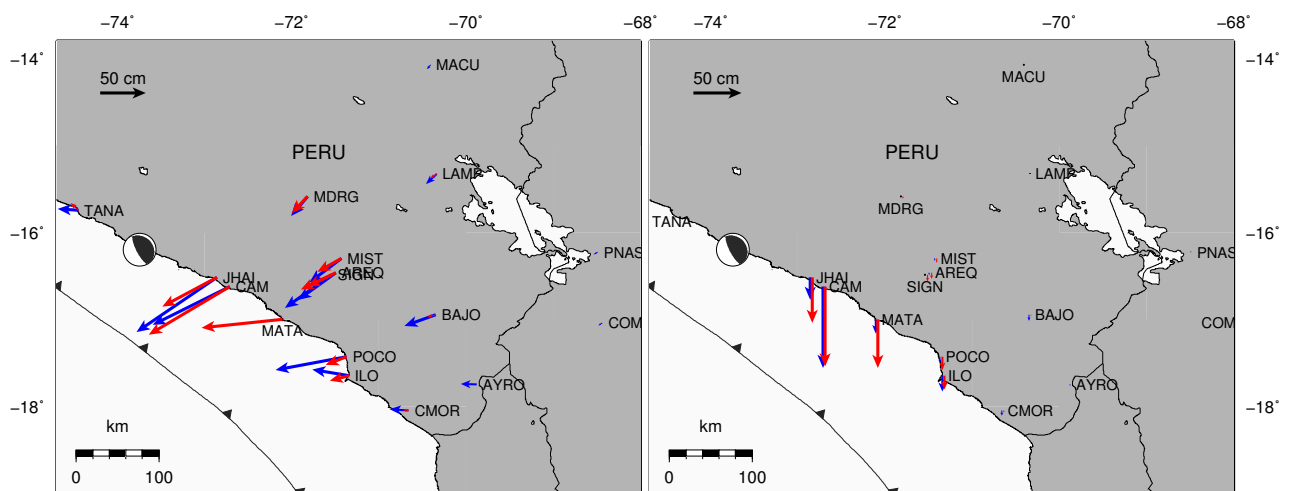 −74˚ −72˚ −70˚ −74˚ −72˚ −70˚ −68˚
−14˚
50 cm
MACU
PERU
LAMP
MDRG
TANA
−16˚
MIST
AREQ
SIGN
JHAI
CAM
MATA
BAJO
POCO
ILO
AYRO
CMOR
−18˚
km
0 100
−14˚
50 cm
MACU
PERU
LAMP
MDRG
TANA
−16˚
PNAS
MIST
AREQ
SIGN
JHAI
CAM
MATA
BAJO
COM
POCO
ILO
AYRO
CMOR
−18˚
km
0 100
PNAS
COM